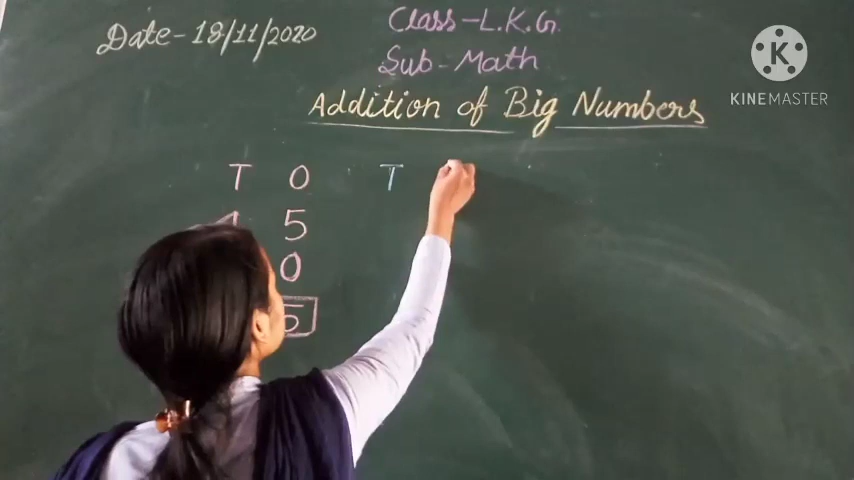 Date - 18/11/2020
Class - L.K.G.
Sub - Math
KINEMASTER
Addition of Big Numbers
T O T
5
0
5